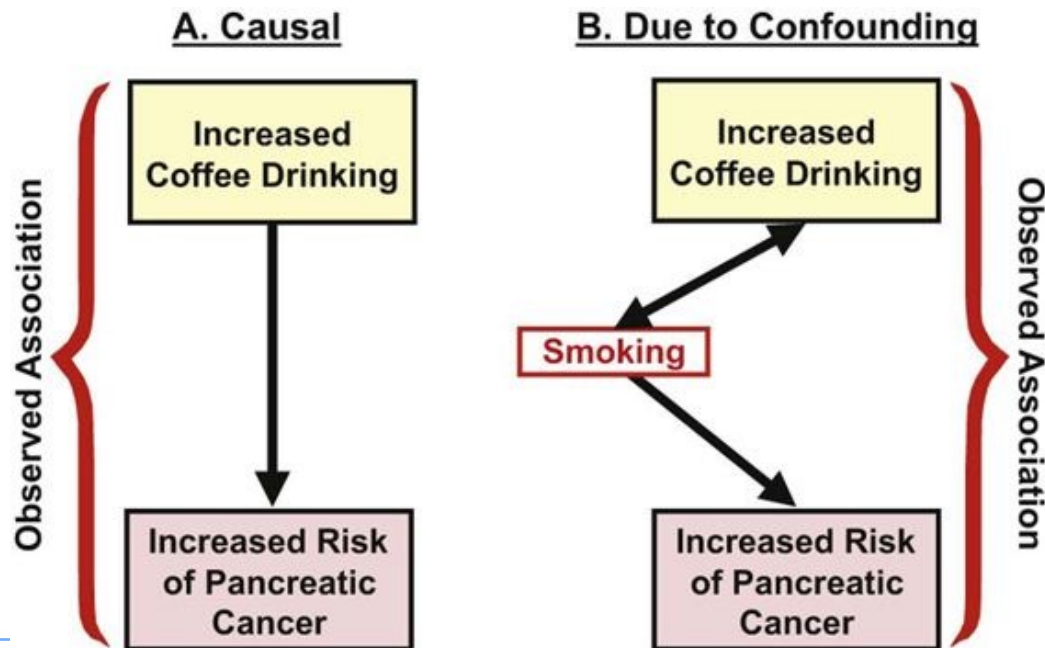 A. Causal
B. Due to Confounding
Observed Association
Increased
Coffee Drinking
Increased Risk
of Pancreatic
Cancer
Increased
Coffee Drinking
Smoking
Increased Risk
of Pancreatic
Cancer
Observed Association